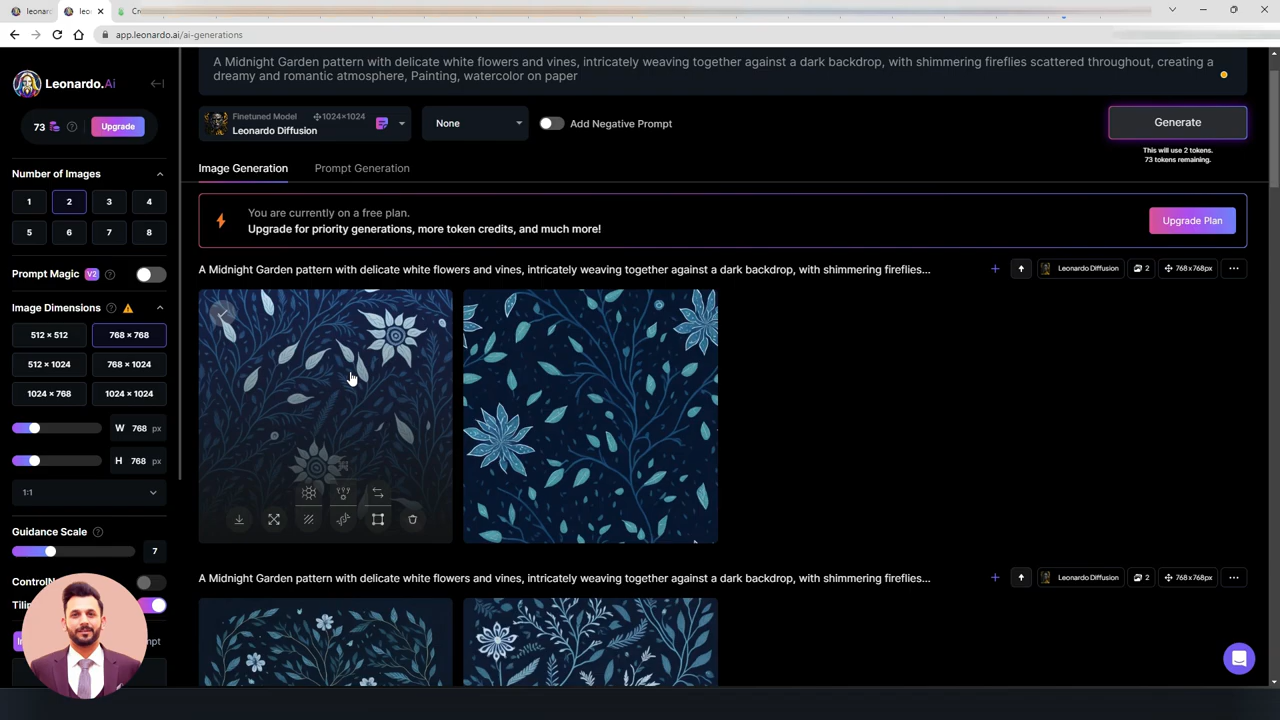 leonard
leo
Cr
app.leonardo.ai/ai-generations
A Midnight Garden pattern with delicate white flowers and vines, intricately weaving together against a dark backdrop, with shimmering fireflies scattered throughout, creating a
dreamy and romantic atmosphere, Painting, watercolor on paper
Leonardo.Ai
73
Upgrade
Finetuned Model
1024×1024
Leonardo Diffusion
None
Add Negative Prompt
Generate
This will use 2 tokens.
73 tokens remaining.
Number of Images
1
2
3
4
5
6
7
8
Image Generation
Prompt Generation
You are currently on a free plan.
Upgrade for priority generations, more token credits, and much more!
Upgrade Plan
Prompt Magic V2
Image Dimensions
512 × 512
768 × 768
512 × 1024
768 × 1024
1024 × 768
1024 × 1024
W 768 px
H 768 px
1:1
Guidance Scale
7
A Midnight Garden pattern with delicate white flowers and vines, intricately weaving together against a dark backdrop, with shimmering fireflies...
Leonardo Diffusion
2
768x768px
A Midnight Garden pattern with delicate white flowers and vines, intricately weaving together against a dark backdrop, with shimmering fireflies...
Leonardo Diffusion
2
768x768px